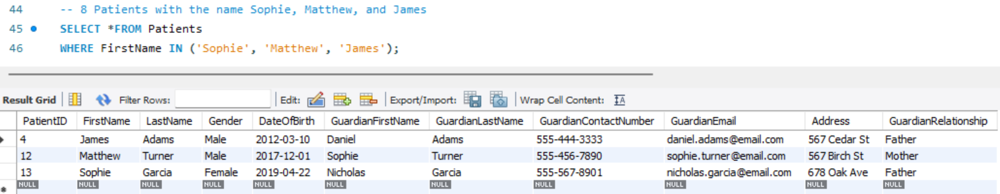 44 -- 8 Patients with the name Sophie, Matthew, and James
45 SELECT *FROM Patients
46 WHERE FirstName IN ('Sophie', 'Matthew', 'James');
Result Grid Filter Rows: Edit: Export/Import: Wrap Cell Content:
PatientID FirstName LastName Gender DateOfBirth GuardianFirstName GuardianLastName GuardianContactNumber GuardianEmail Address GuardianRelationship
4 James Adams Male 2012-03-10 Daniel Adams 555-444-3333 daniel.adams@email.com 567 Cedar St Father
12 Matthew Turner Male 2017-12-01 Sophie Turner 555-456-7890 sophie.turner@email.com 567 Birch St Mother
13 Sophie Garcia Female 2019-04-22 Nicholas Garcia 555-567-8901 nicholas.garcia@email.com 678 Oak Ave Father
NULL NULL NULL NULL NULL NULL NULL NULL NULL NULL NULL